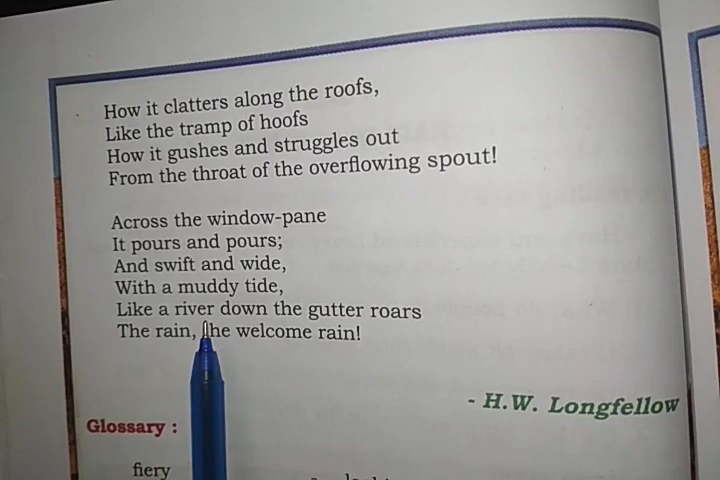 How it clatters along the roofs,
Like the tramp of hoofs
How it gushes and struggles out
From the throat of the overflowing spout!
Across the window-pane
It pours and pours;
And swift and wide,
With a muddy tide,
Like a river down the gutter roars
The rain, the welcome rain!
- H.W. Longfellow
Glossary :
fiery